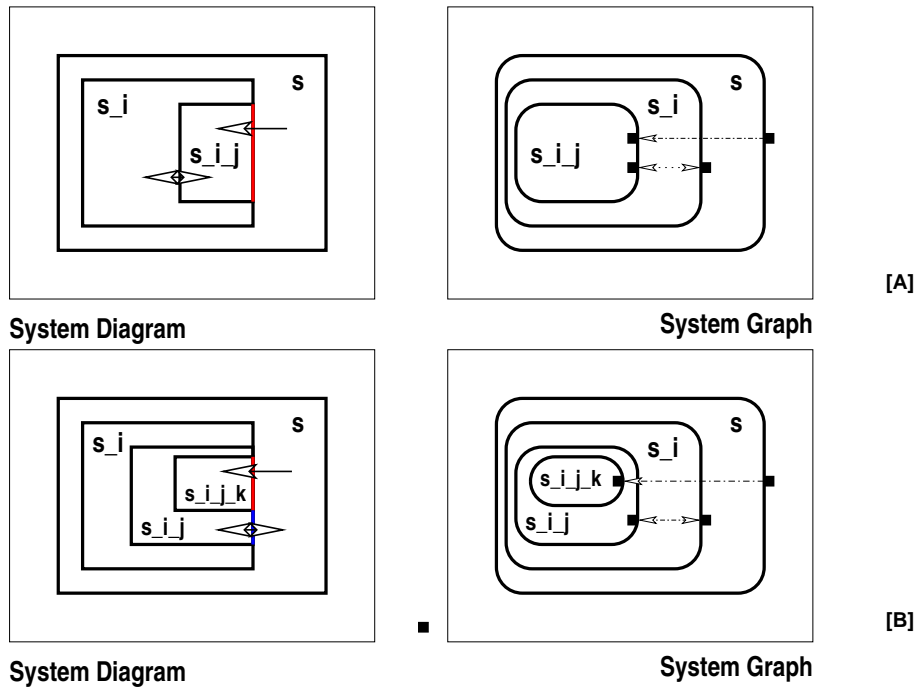 s
s_i
s_i_j
System Diagram
s
s_i
s_i_j
System Graph
[A]
s
s_i
s_i_j_k
s_i_j
System Diagram
s
s_i
s_i_j_k
s_i_j
System Graph
[B]